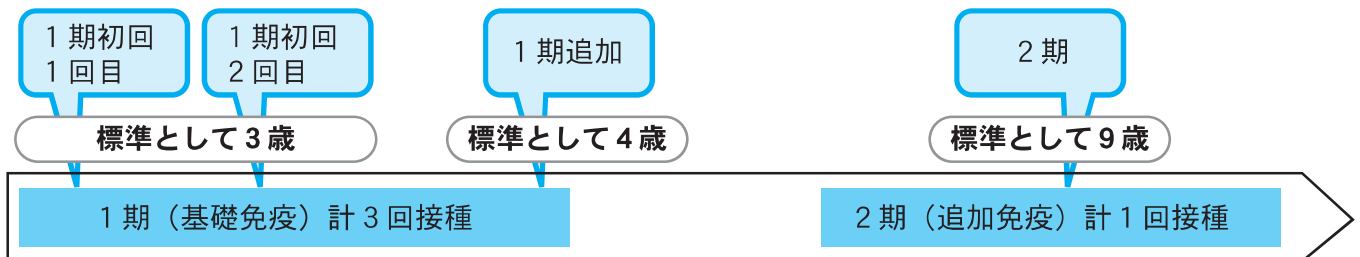 1期初回
1回目
1期初回
2回目
1期追加
2期
標準として3歳
標準として4歳
標準として9歳
1期（基礎免疫）計3回接種
2期（追加免疫）計1回接種